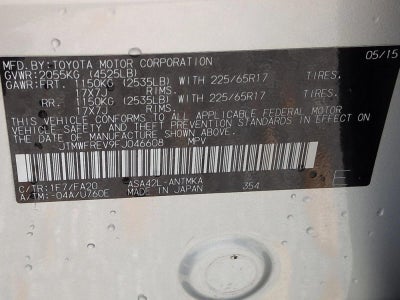 MFD.BY:TOYOTA MOTOR CORPORATION 05/15
GVWR:2055KG (4525LB)
GAWR:FRT. 1150KG (2535LB) WITH 225/65R17 TIRES.
17X7J RIMS.
RR. 1150KG (2535LB) WITH 225/65R17 TIRES.
17X7J RIMS.
THIS VEHICLE CONFORMS TO ALL APPLICABLE FEDERAL MOTOR
VEHICLE SAFETY STANDARDS IN EFFECT ON
THE DATE OF MANUFACTURE SHOWN ABOVE.
JTMWFREV9FJ046608 MPV
C/TR:1F7/FA20 ASA42L-ANTMKA 354 E
A/TM:-04A/U760E MADE IN JAPAN